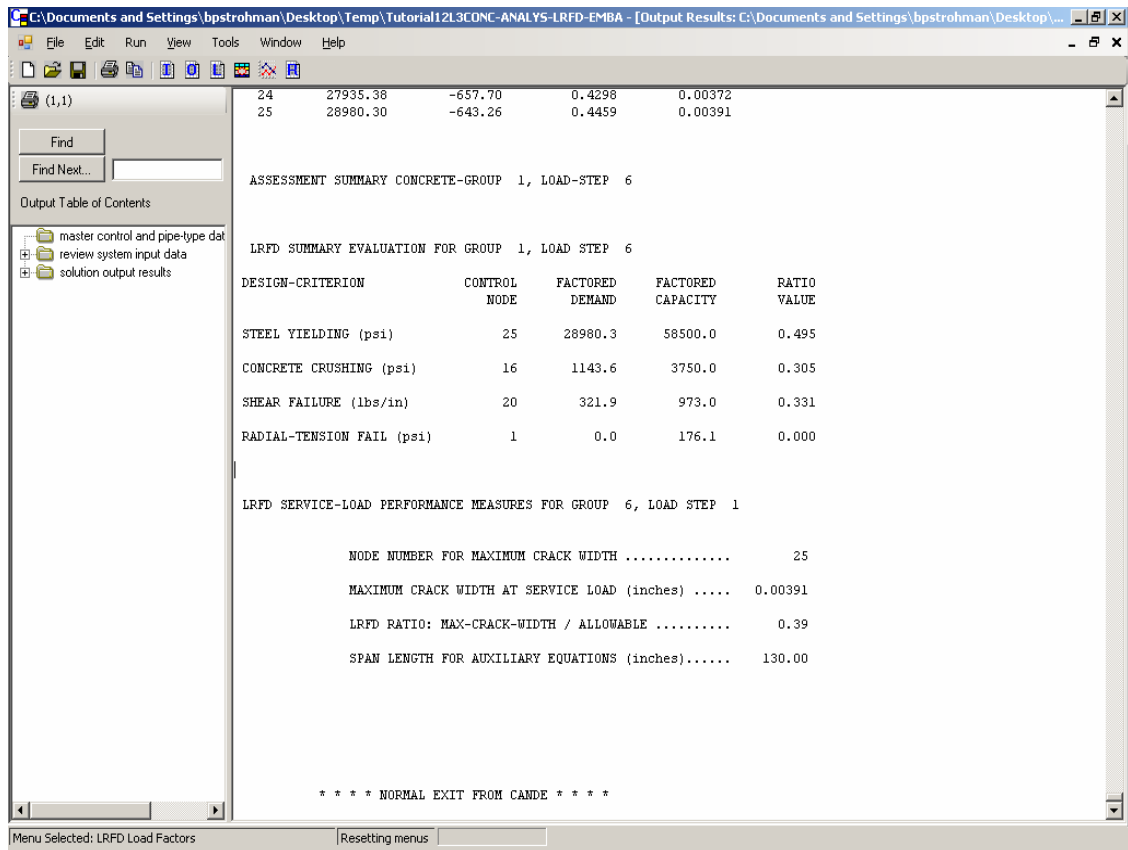 C:\Documents and Settings\bpstrohman\Desktop\Temp\Tutorial12L3CONC-ANALYS-LRFD-EMBA - [Output Results: C:\Documents and Settings\bpstrohman\Desktop\...
File Edit Run View Tools Window Help
(1,1)
Find
Find Next...
Output Table of Contents
master control and pipe-type dat
review system input data
solution output results
24 27935.38 -657.70 0.4298 0.00372
25 28980.30 -643.26 0.4459 0.00391
ASSESSMENT SUMMARY CONCRETE-GROUP 1, LOAD-STEP 6
LRFD SUMMARY EVALUATION FOR GROUP 1, LOAD STEP 6
DESIGN-CRITERION CONTROL FACTORED FACTORED RATIO
NODE DEMAND CAPACITY VALUE
STEEL YIELDING (psi) 25 28980.3 58500.0 0.495
CONCRETE CRUSHING (psi) 16 1143.6 3750.0 0.305
SHEAR FAILURE (lbs/in) 20 321.9 973.0 0.331
RADIAL-TENSION FAIL (psi) 1 0.0 176.1 0.000
LRFD SERVICE-LOAD PERFORMANCE MEASURES FOR GROUP 6, LOAD STEP 1
NODE NUMBER FOR MAXIMUM CRACK WIDTH .............. 25
MAXIMUM CRACK WIDTH AT SERVICE LOAD (inches) ..... 0.00391
LRFD RATIO: MAX-CRACK-WIDTH / ALLOWABLE .......... 0.39
SPAN LENGTH FOR AUXILIARY EQUATIONS (inches)...... 130.00
* * * * NORMAL EXIT FROM CANDE * * * *
Menu Selected: LRFD Load Factors Resetting menus